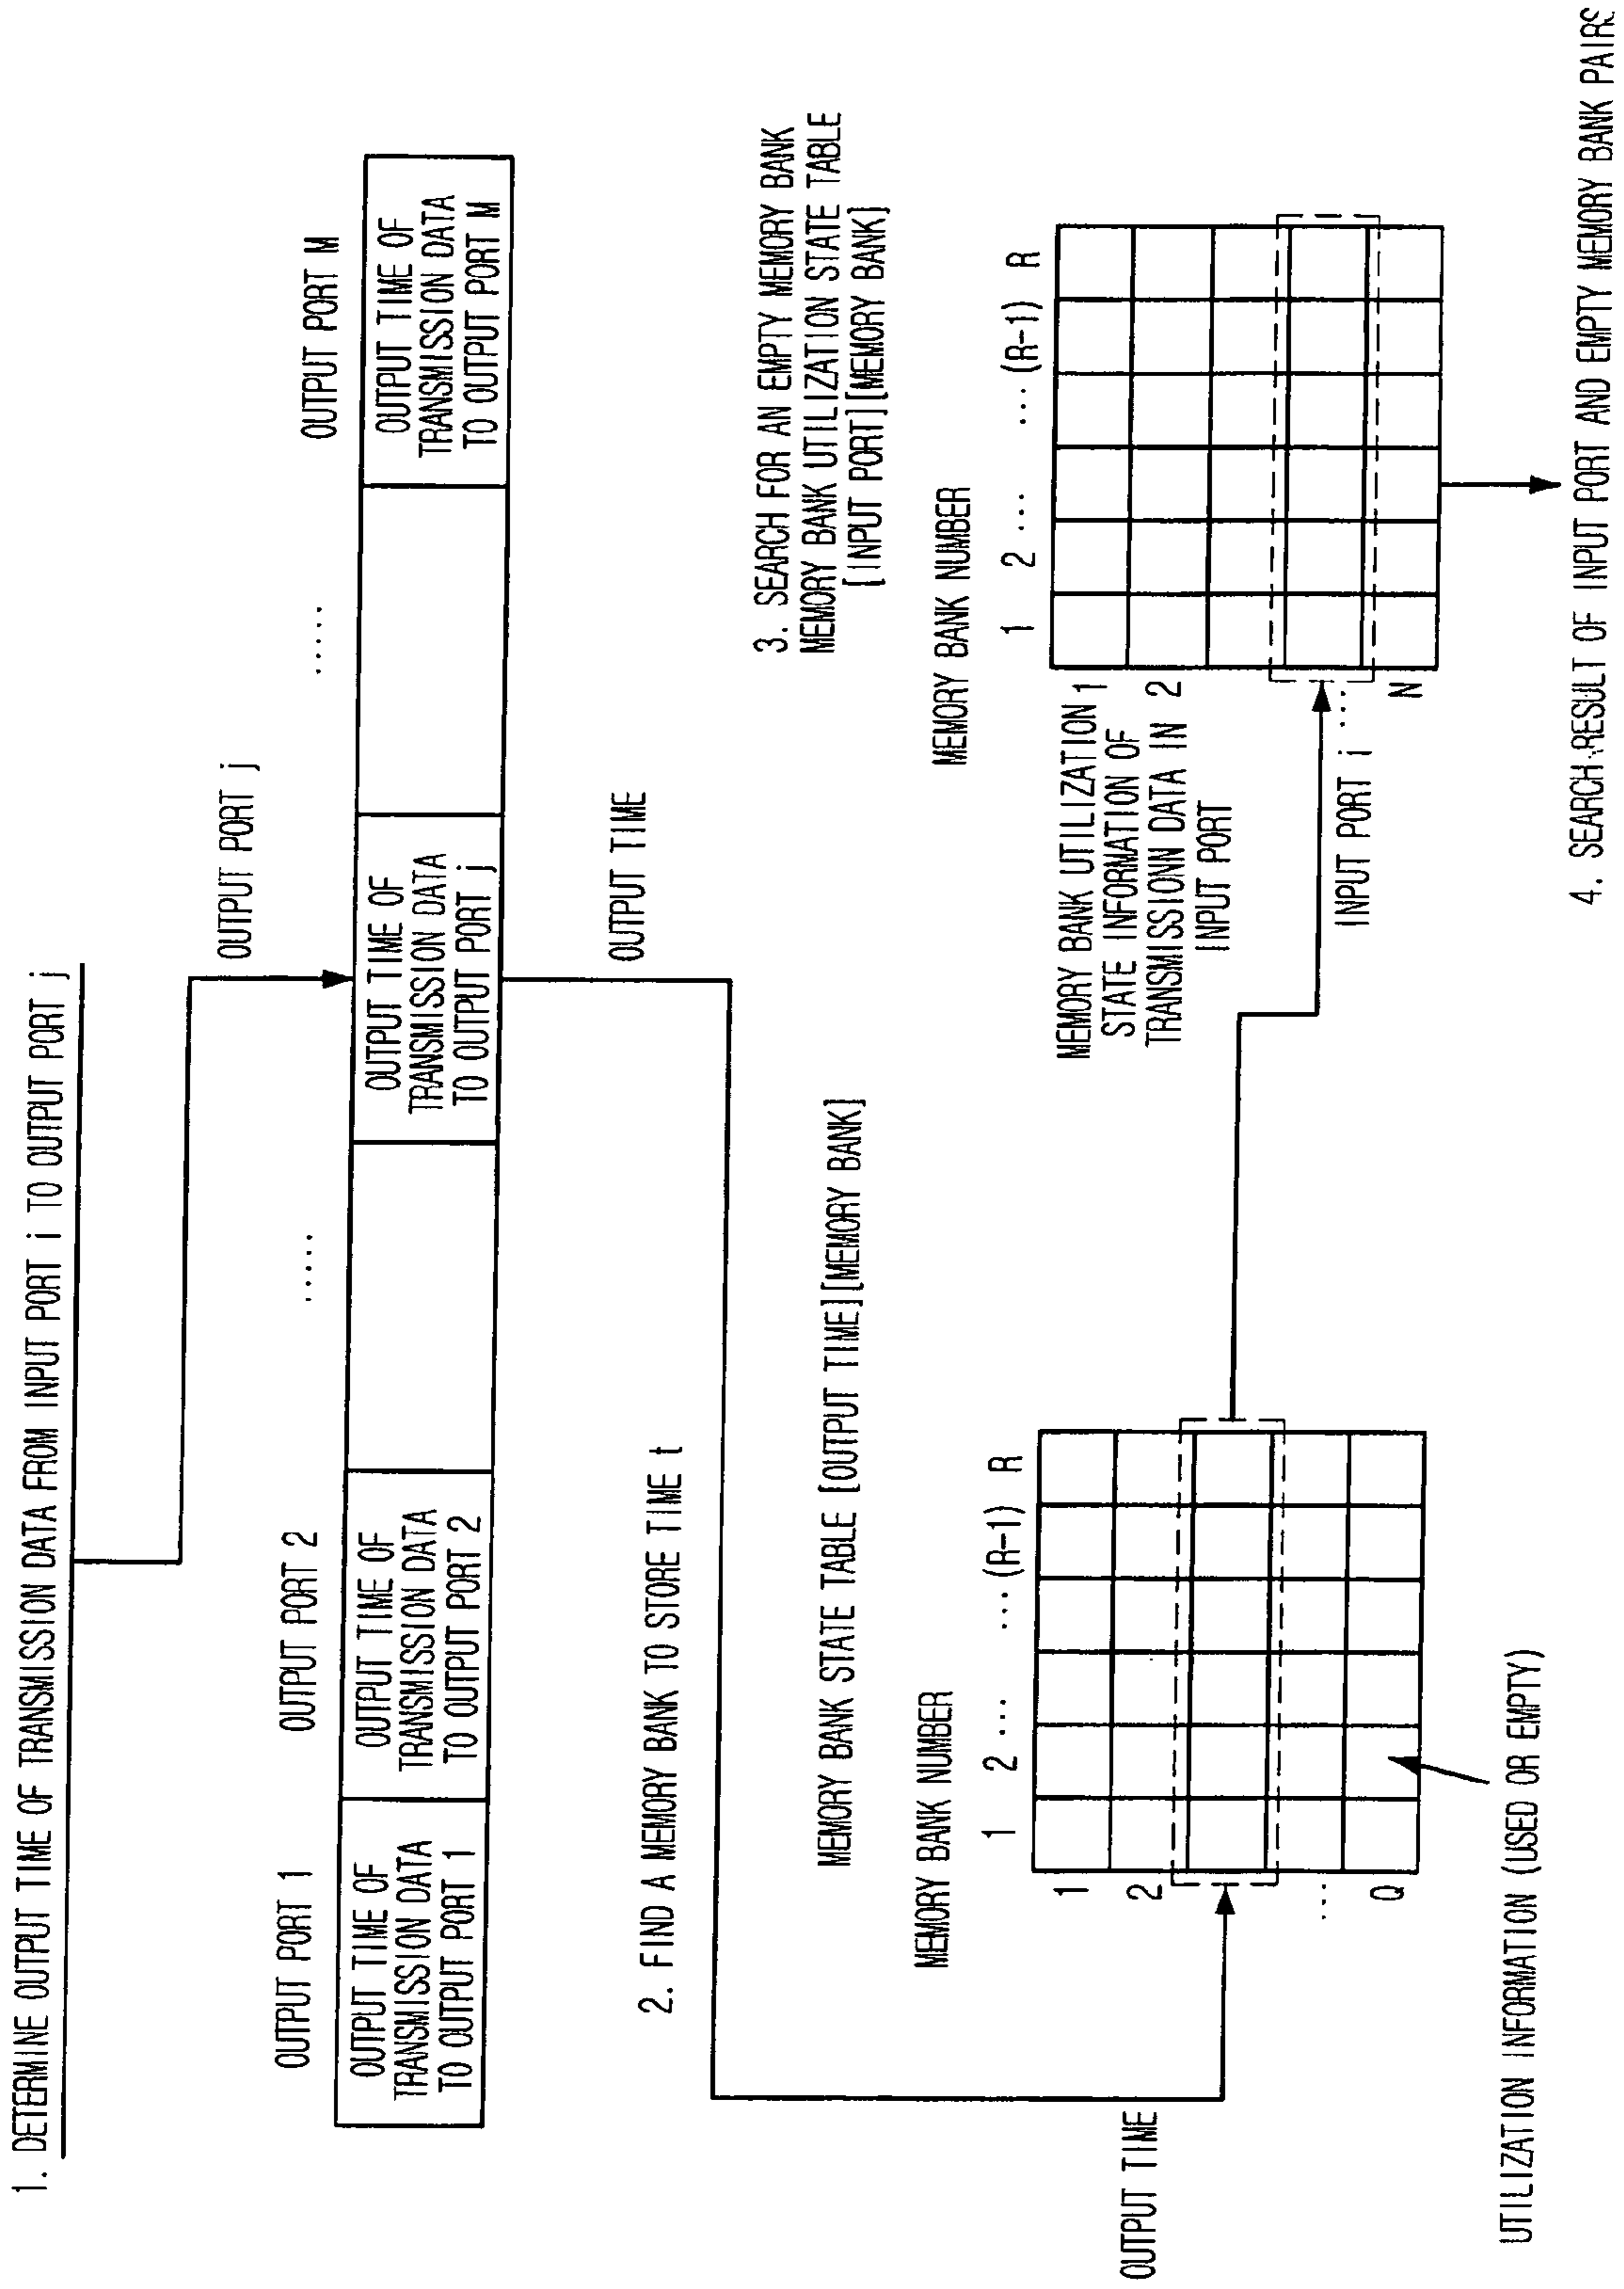 1. DETERMINE OUTPUT TIME OF TRANSMISSION DATA FROM INPUT PORT i TO OUTPUT PORT j
OUTPUT PORT j
OUTPUT PORT 1
OUTPUT PORT 2
.....
.....
OUTPUT PORT M
OUTPUT TIME OF
TRANSMISSION DATA
TO OUTPUT PORT 1
OUTPUT TIME OF
TRANSMISSION DATA
TO OUTPUT PORT 2
OUTPUT TIME OF
TRANSMISSION DATA
TO OUTPUT PORT j
OUTPUT TIME OF
TRANSMISSION DATA
TO OUTPUT PORT M
OUTPUT TIME
2. FIND A MEMORY BANK TO STORE TIME t
MEMORY BANK STATE TABLE [OUTPUT TIME][MEMORY BANK]
MEMORY BANK NUMBER
1 2 ... ... (R-1) R
1
2
...
Q
OUTPUT TIME
UTILIZATION INFORMATION (USED OR EMPTY)
3. SEARCH FOR AN EMPTY MEMORY BANK
MEMORY BANK UTILIZATION STATE TABLE
[INPUT PORT][MEMORY BANK]
MEMORY BANK NUMBER
1 2 ... ... (R-1) R
MEMORY BANK UTILIZATION
STATE INFORMATION OF
TRANSMISSIONN DATA IN
INPUT PORT
1
2
...
N
INPUT PORT i
4. SEARCH RESULT OF INPUT PORT AND EMPTY MEMORY BANK PAIRS